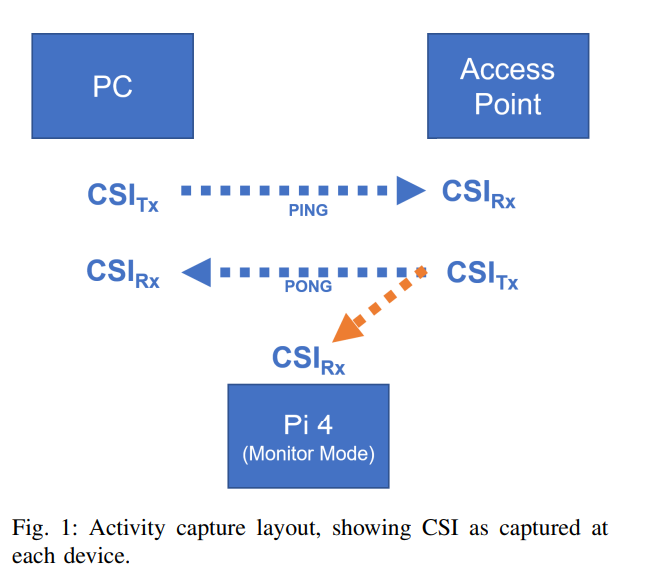 PC
Access
Point
CSITx
PING
CSIRx
CSIRx
PONG
CSITx
CSIRx
Pi 4
(Monitor Mode)
Fig. 1: Activity capture layout, showing CSI as captured at
each device.